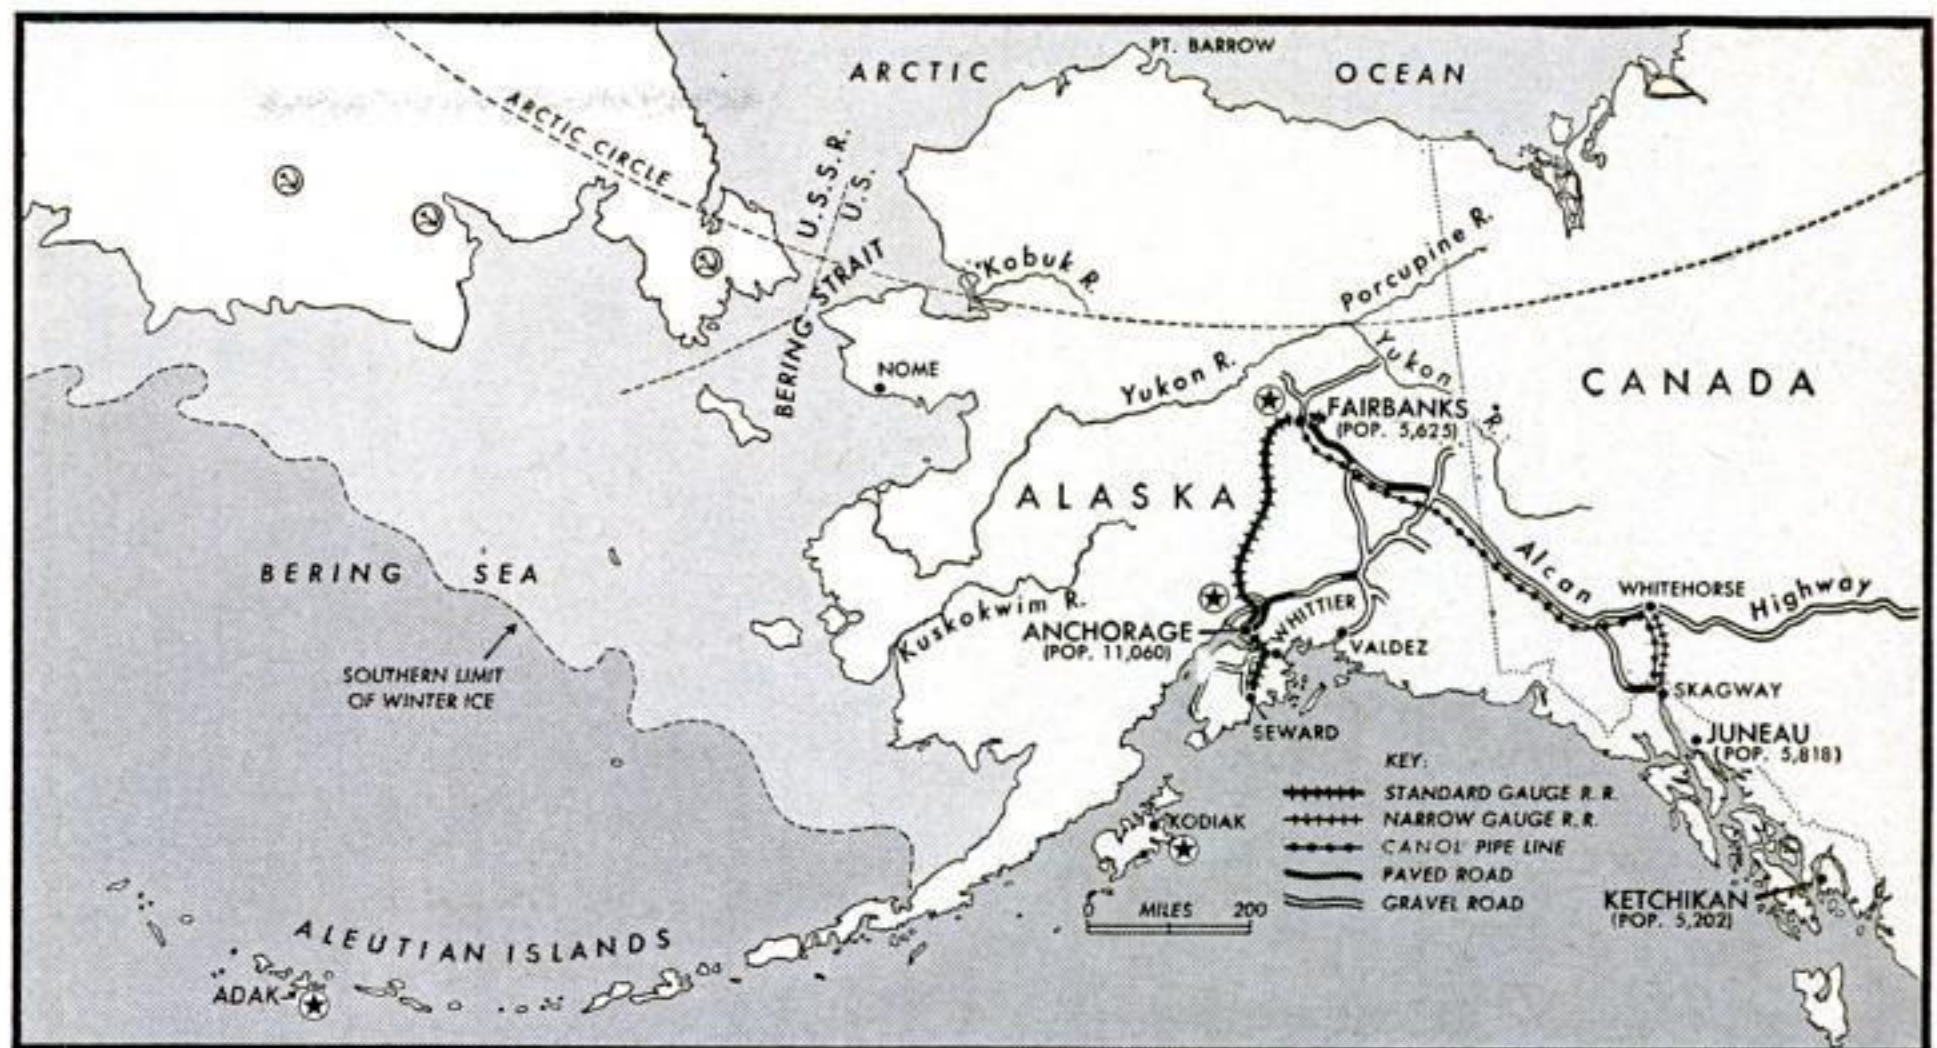 PT. BARROW
ARCTIC OCEAN
ARCTIC CIRCLE
U.S.S.R.
U.S.
BERING STRAIT
Kobuk R.
Porcupine R.
Yukon R.
Yukon R.
NOME
CANADA
FAIRBANKS
(POP. 5,625)
ALASKA
BERING SEA
Alcan Highway
WHITEHORSE
Kuskokwim R.
ANCHORAGE
(POP. 11,060)
WHITTIER
VALDEZ
SOUTHERN LIMIT
OF WINTER ICE
SKAGWAY
SEWARD
JUNEAU
(POP. 5,818)
KEY:
STANDARD GAUGE R.R.
NARROW GAUGE R.R.
CANOL PIPE LINE
PAVED ROAD
GRAVEL ROAD
KODIAK
0 MILES 200
KETCHIKAN
(POP. 5,202)
ALEUTIAN ISLANDS
ADAK